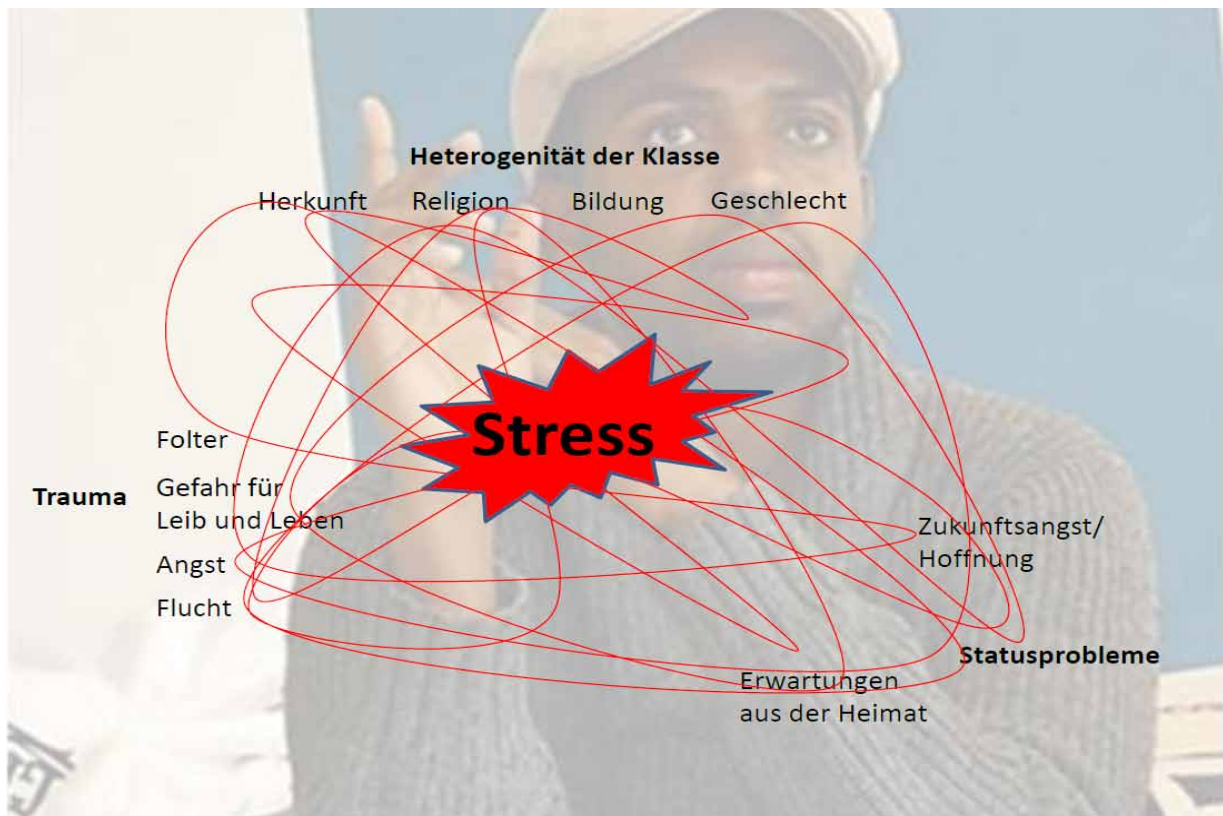 Heterogenität der Klasse
Herkunft Religion Bildung Geschlecht
Stress
Folter
Trauma
Gefahr für
Leib und Leben
Angst
Flucht
Zukunftsangst/
Hoffnung
Statusprobleme
Erwartungen
aus der Heimat